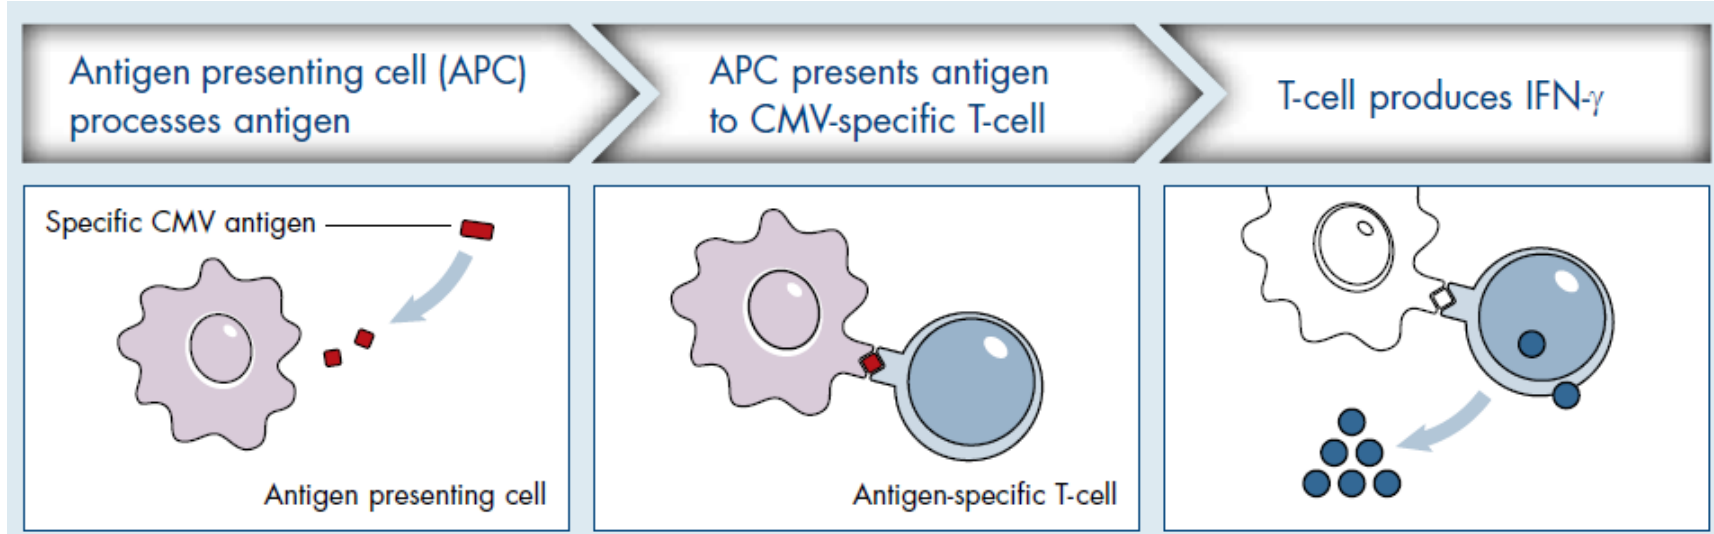 Antigen presenting cell (APC)
processes antigen
APC presents antigen
to CMV-specific T-cell
T-cell produces IFN-γ
Specific CMV antigen
Antigen presenting cell
Antigen-specific T-cell